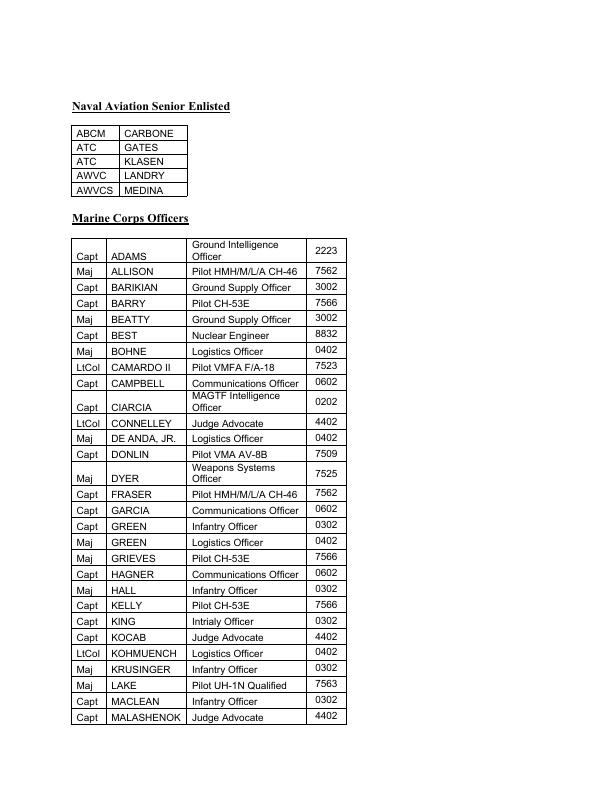 Naval Aviation Senior Enlisted
ABCM CARBONE
ATC GATES
ATC KLASEN
AWVC LANDRY
AWVCS MEDINA
Marine Corps Officers
Capt ADAMS Ground Intelligence Officer 2223
Maj ALLISON Pilot HMH/M/L/A CH-46 7562
Capt BARIKIAN Ground Supply Officer 3002
Capt BARRY Pilot CH-53E 7566
Maj BEATTY Ground Supply Officer 3002
Capt BEST Nuclear Engineer 8832
Maj BOHNE Logistics Officer 0402
LtCol CAMARDO II Pilot VMFA F/A-18 7523
Capt CAMPBELL Communications Officer 0602
Capt CIARCIA MAGTF Intelligence Officer 0202
LtCol CONNELLEY Judge Advocate 4402
Maj DE ANDA, JR. Logistics Officer 0402
Capt DONLIN Pilot VMA AV-8B 7509
Maj DYER Weapons Systems Officer 7525
Capt FRASER Pilot HMH/M/L/A CH-46 7562
Capt GARCIA Communications Officer 0602
Capt GREEN Infantry Officer 0302
Maj GREEN Logistics Officer 0402
Maj GRIEVES Pilot CH-53E 7566
Capt HAGNER Communications Officer 0602
Maj HALL Infantry Officer 0302
Capt KELLY Pilot CH-53E 7566
Capt KING Intrialy Officer 0302
Capt KOCAB Judge Advocate 4402
LtCol KOHMUENCH Logistics Officer 0402
Maj KRUSINGER Infantry Officer 0302
Maj LAKE Pilot UH-1N Qualified 7563
Capt MACLEAN Infantry Officer 0302
Capt MALASHENOK Judge Advocate 4402